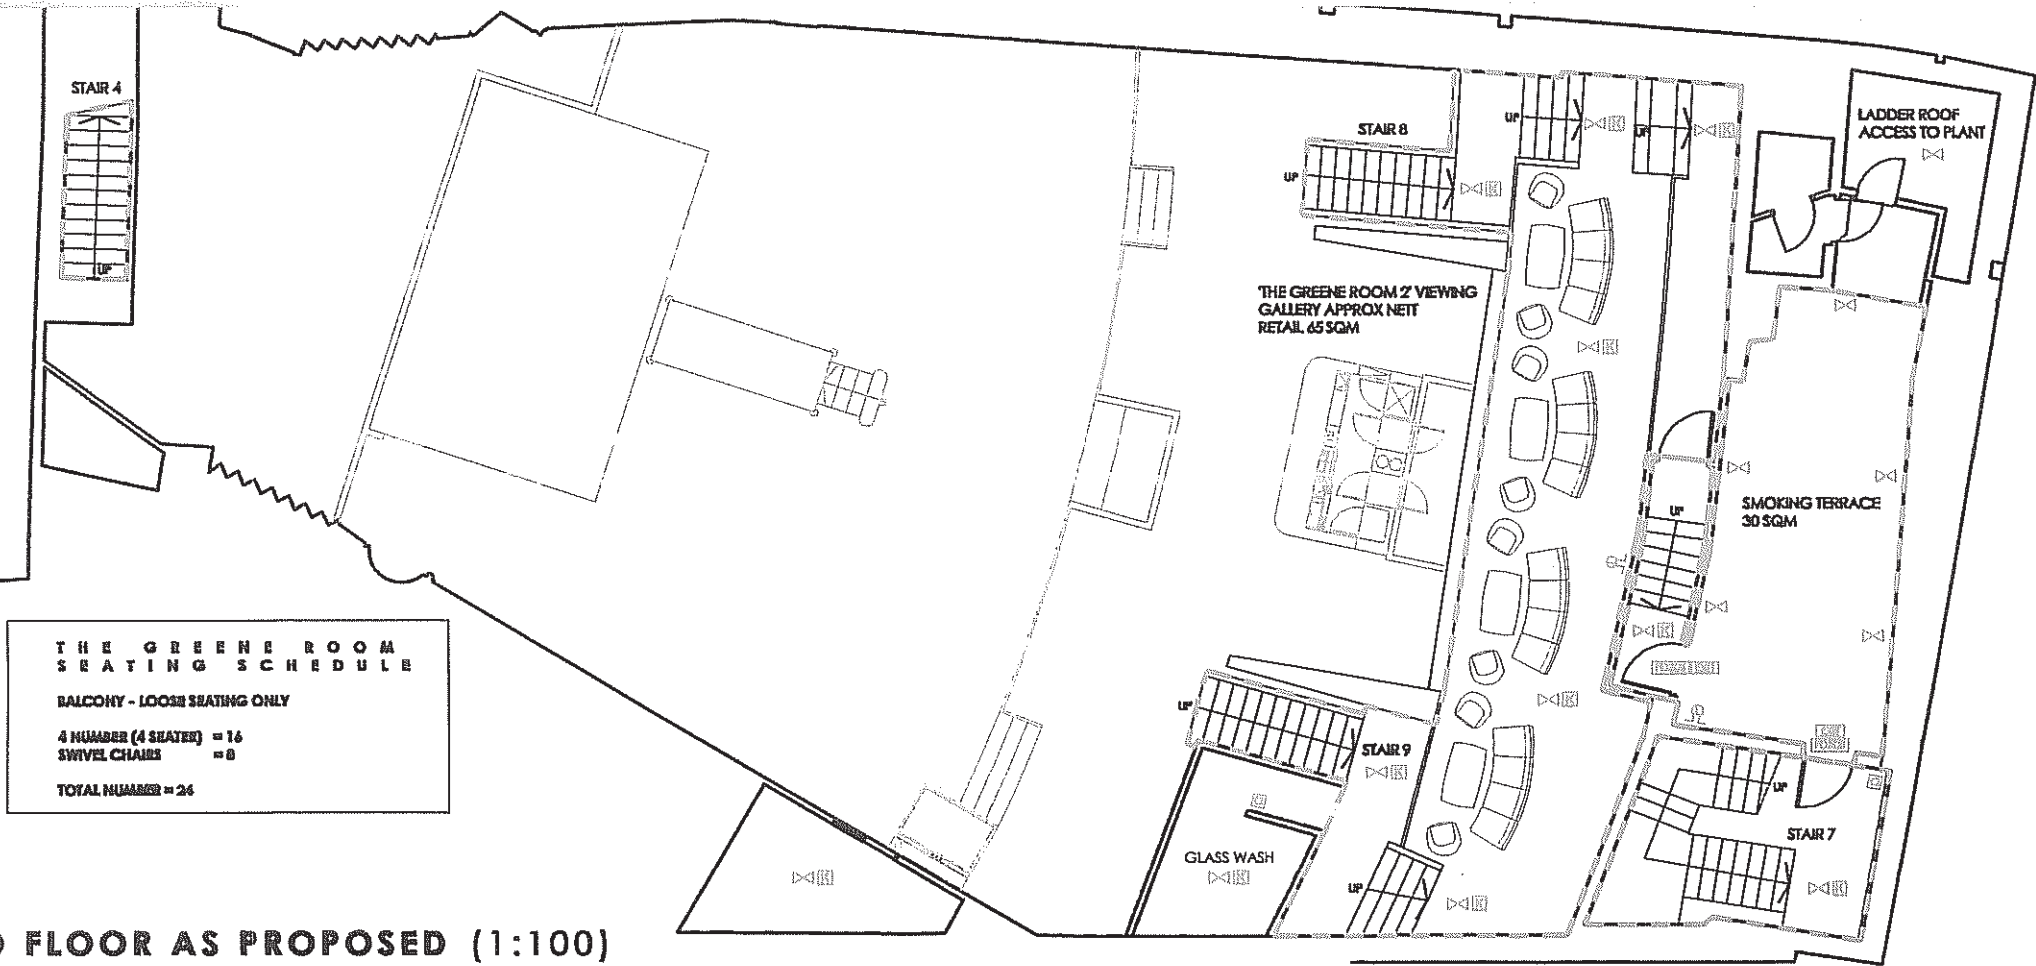 STAIR 4
UP
STAIR 8
UP
UP
UP
LADDER ROOF
ACCESS TO PLANT
'THE GREENE ROOM 2' VIEWING
GALLERY APPROX NETT
RETAIL 65 SQM
UP
SMOKING TERRACE
30 SQM
THE GREENE ROOM
SEATING SCHEDULE
BALCONY - LOOSE SEATING ONLY
4 NUMBER (4 SEATER) = 16
SWIVEL CHAIRS = 8
TOTAL NUMBER = 24
UP
STAIR 9
UP
STAIR 7
GLASS WASH
UP
FLOOR AS PROPOSED (1:100)